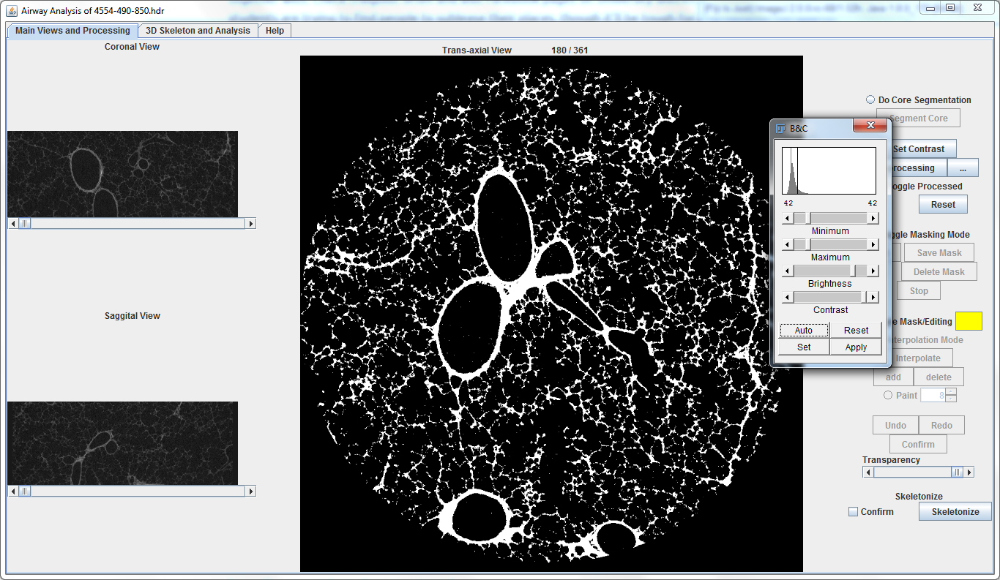 Airway Analysis of 4554-490-850.hdr
Main Views and Processing
3D Skeleton and Analysis
Help
Coronal View
Trans-axial View
180 / 361
Saggital View
Do Core Segmentation
Segment Core
Set Contrast
rocessing
...
oggle Processed
Reset
ggle Masking Mode
Save Mask
Delete Mask
Stop
e Mask/Editing
terpolation Mode
Interpolate
add
delete
Paint
8
Undo
Redo
Confirm
Transparency
Skeletonize
Confirm
Skeletonize
B&C
42
42
Minimum
Maximum
Brightness
Contrast
Auto
Reset
Set
Apply